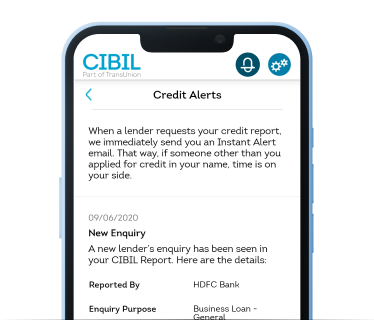 CIBIL
Part of TransUnion
Credit Alerts
When a lender requests your credit report,
we immediately send you an Instant Alert
email. That way, if someone other than you
applied for credit in your name, time is on
your side.
09/06/2020
New Enquiry
A new lender's enquiry has been seen in
your CIBIL Report. Here are the details:
Reported By HDFC Bank
Enquiry Purpose Business Loan -
General